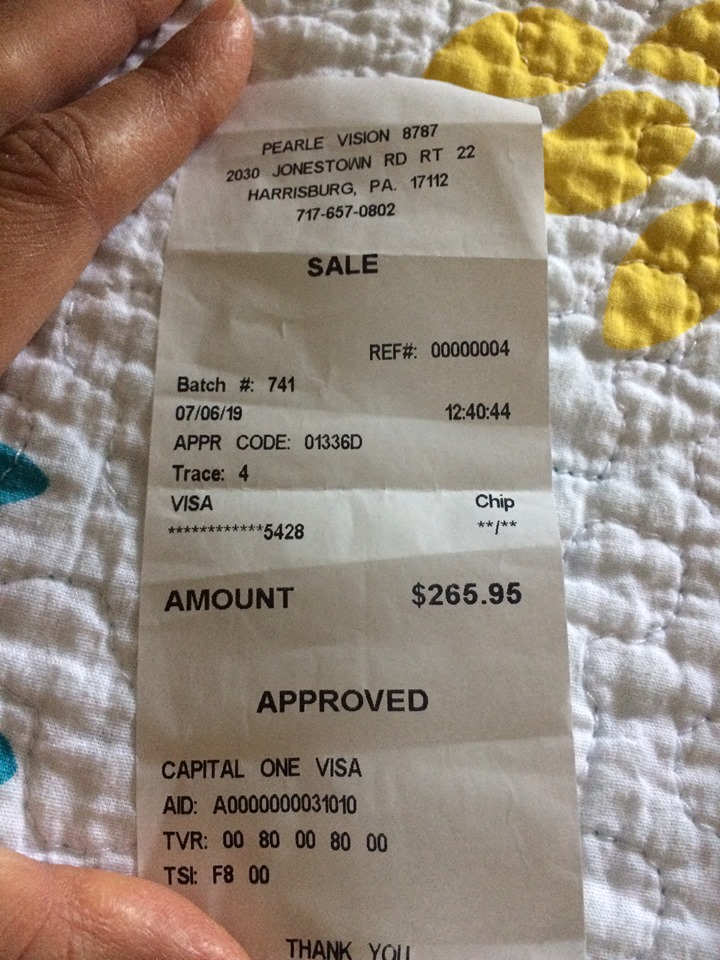 PEARLE VISION 8787
2030 JONESTOWN RD RT 22
HARRISBURG, PA. 17112
717-657-0802
SALE
REF#: 00000004
Batch #: 741
07/06/19 12:40:44
APPR CODE: 01336D
Trace: 4
VISA Chip
************5428 **/**
AMOUNT $265.95
APPROVED
CAPITAL ONE VISA
AID: A0000000031010
TVR: 00 80 00 80 00
TSI: F8 00
THANK YOU